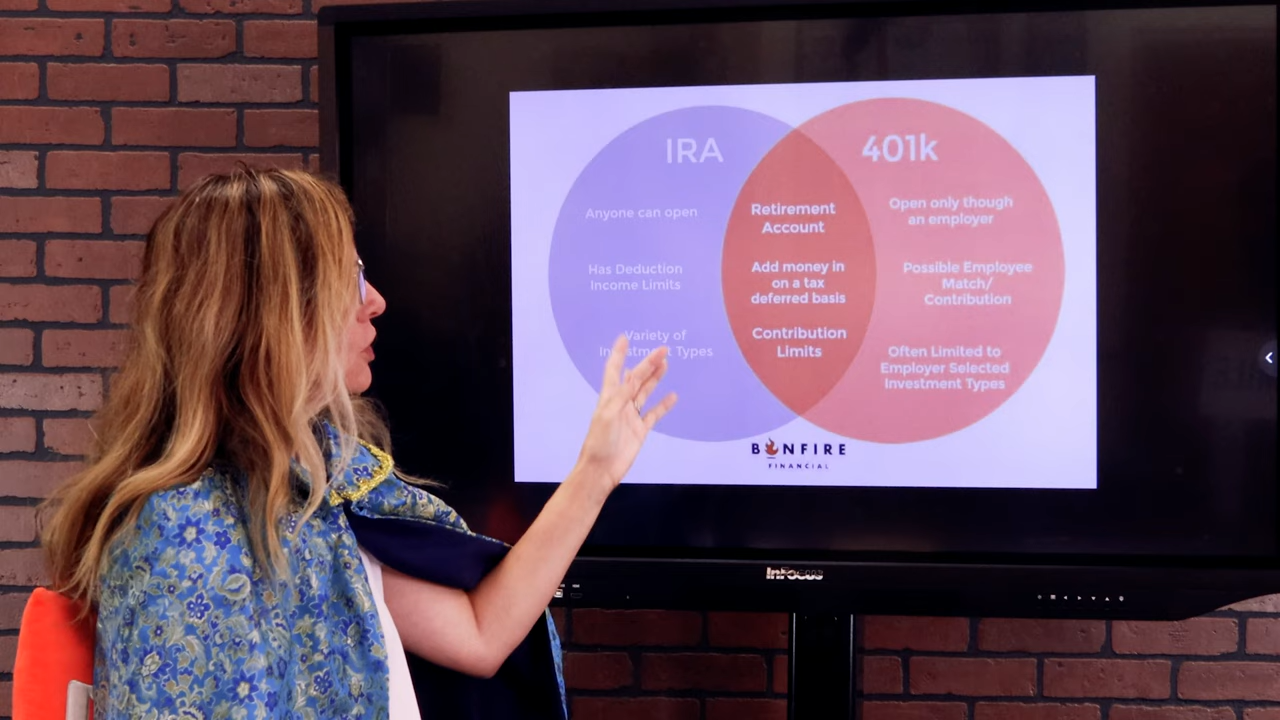 IRA
Anyone can open
Has Deduction
Income Limits
Variety of
Investment Types
Retirement
Account
Add money in
on a tax
deferred basis
Contribution
Limits
401k
Open only though
an employer
Possible Employee
Match/
Contribution
Often Limited to
Employer Selected
Investment Types
BONFIRE
FINANCIAL
InFocus